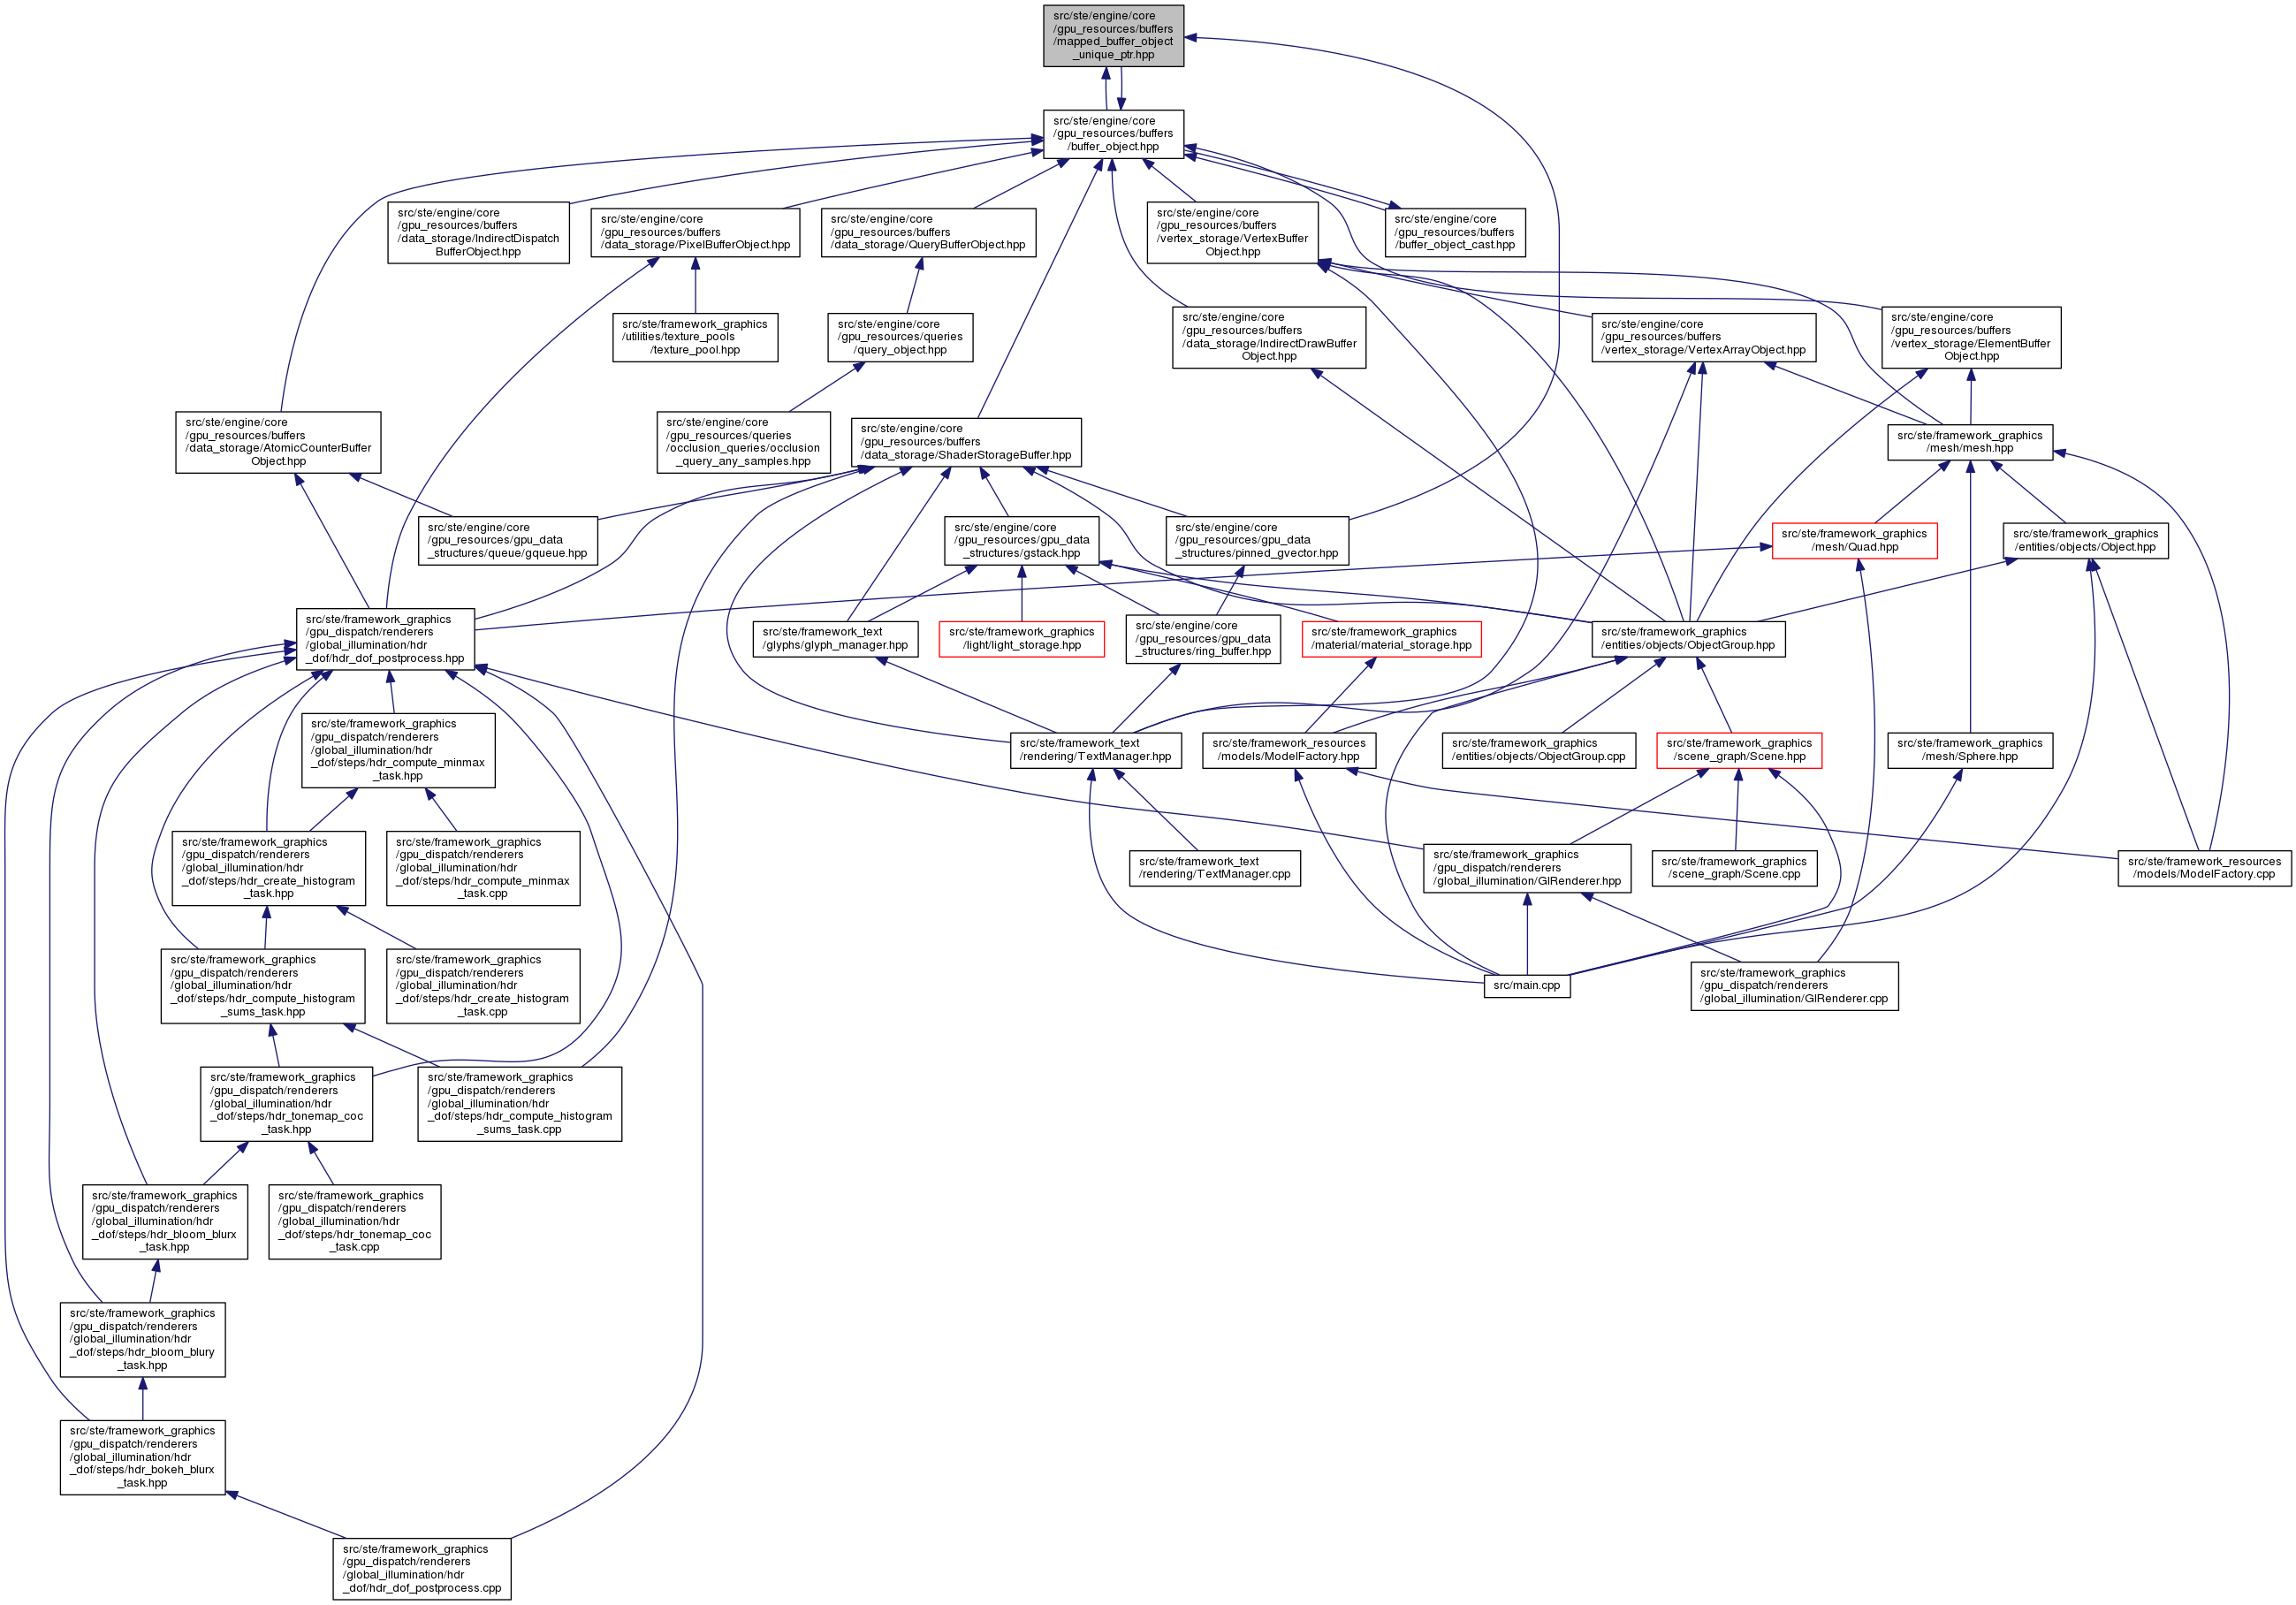 src/ste/engine/core
/gpu_resources/buffers
/mapped_buffer_object
_unique_ptr.hpp
src/ste/engine/core
/gpu_resources/buffers
/buffer_object.hpp
src/ste/engine/core
/gpu_resources/buffers
/data_storage/IndirectDispatch
BufferObject.hpp
src/ste/engine/core
/gpu_resources/buffers
/data_storage/PixelBufferObject.hpp
src/ste/engine/core
/gpu_resources/buffers
/data_storage/QueryBufferObject.hpp
src/ste/engine/core
/gpu_resources/buffers
/vertex_storage/VertexBuffer
Object.hpp
src/ste/engine/core
/gpu_resources/buffers
/buffer_object_cast.hpp
src/ste/framework_graphics
/utilities/texture_pools
/texture_pool.hpp
src/ste/engine/core
/gpu_resources/queries
/query_object.hpp
src/ste/engine/core
/gpu_resources/buffers
/data_storage/IndirectDrawBuffer
Object.hpp
src/ste/engine/core
/gpu_resources/buffers
/vertex_storage/VertexArrayObject.hpp
src/ste/engine/core
/gpu_resources/buffers
/vertex_storage/ElementBuffer
Object.hpp
src/ste/engine/core
/gpu_resources/buffers
/data_storage/AtomicCounterBuffer
Object.hpp
src/ste/engine/core
/gpu_resources/queries
/occlusion_queries/occlusion
_query_any_samples.hpp
src/ste/engine/core
/gpu_resources/buffers
/data_storage/ShaderStorageBuffer.hpp
src/ste/framework_graphics
/mesh/mesh.hpp
src/ste/engine/core
/gpu_resources/gpu_data
_structures/queue/gqueue.hpp
src/ste/engine/core
/gpu_resources/gpu_data
_structures/gstack.hpp
src/ste/engine/core
/gpu_resources/gpu_data
_structures/pinned_gvector.hpp
src/ste/framework_graphics
/mesh/Quad.hpp
src/ste/framework_graphics
/entities/objects/Object.hpp
src/ste/framework_graphics
/gpu_dispatch/renderers
/global_illumination/hdr
_dof/hdr_dof_postprocess.hpp
src/ste/framework_text
/glyphs/glyph_manager.hpp
src/ste/framework_graphics
/light/light_storage.hpp
src/ste/engine/core
/gpu_resources/gpu_data
_structures/ring_buffer.hpp
src/ste/framework_graphics
/material/material_storage.hpp
src/ste/framework_graphics
/entities/objects/ObjectGroup.hpp
src/ste/framework_graphics
/gpu_dispatch/renderers
/global_illumination/hdr
_dof/steps/hdr_compute_minmax
_task.hpp
src/ste/framework_text
/rendering/TextManager.hpp
src/ste/framework_resources
/models/ModelFactory.hpp
src/ste/framework_graphics
/entities/objects/ObjectGroup.cpp
src/ste/framework_graphics
/scene_graph/Scene.hpp
src/ste/framework_graphics
/mesh/Sphere.hpp
src/ste/framework_graphics
/gpu_dispatch/renderers
/global_illumination/hdr
_dof/steps/hdr_create_histogram
_task.hpp
src/ste/framework_graphics
/gpu_dispatch/renderers
/global_illumination/hdr
_dof/steps/hdr_compute_minmax
_task.cpp
src/ste/framework_text
/rendering/TextManager.cpp
src/ste/framework_graphics
/gpu_dispatch/renderers
/global_illumination/GIRenderer.hpp
src/ste/framework_graphics
/scene_graph/Scene.cpp
src/ste/framework_resources
/models/ModelFactory.cpp
src/ste/framework_graphics
/gpu_dispatch/renderers
/global_illumination/hdr
_dof/steps/hdr_compute_histogram
_sums_task.hpp
src/ste/framework_graphics
/gpu_dispatch/renderers
/global_illumination/hdr
_dof/steps/hdr_create_histogram
_task.cpp
src/main.cpp
src/ste/framework_graphics
/gpu_dispatch/renderers
/global_illumination/GIRenderer.cpp
src/ste/framework_graphics
/gpu_dispatch/renderers
/global_illumination/hdr
_dof/steps/hdr_tonemap_coc
_task.hpp
src/ste/framework_graphics
/gpu_dispatch/renderers
/global_illumination/hdr
_dof/steps/hdr_compute_histogram
_sums_task.cpp
src/ste/framework_graphics
/gpu_dispatch/renderers
/global_illumination/hdr
_dof/steps/hdr_bloom_blurx
_task.hpp
src/ste/framework_graphics
/gpu_dispatch/renderers
/global_illumination/hdr
_dof/steps/hdr_tonemap_coc
_task.cpp
src/ste/framework_graphics
/gpu_dispatch/renderers
/global_illumination/hdr
_dof/steps/hdr_bloom_blury
_task.hpp
src/ste/framework_graphics
/gpu_dispatch/renderers
/global_illumination/hdr
_dof/steps/hdr_bokeh_blurx
_task.hpp
src/ste/framework_graphics
/gpu_dispatch/renderers
/global_illumination/hdr
_dof/hdr_dof_postprocess.cpp